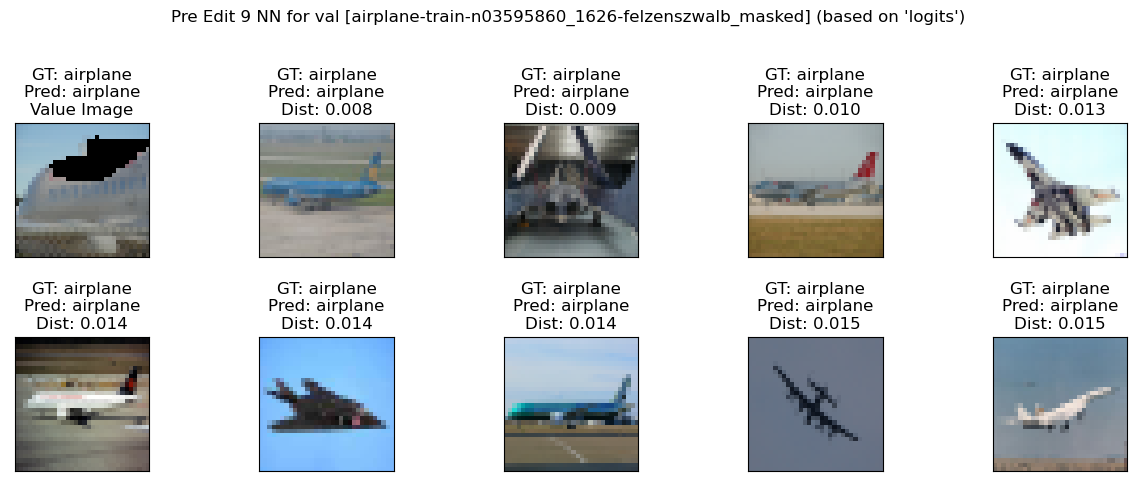 Pre Edit 9 NN for val [airplane-train-n03595860_1626-felzenszwalb_masked] (based on 'logits')
GT: airplane
Pred: airplane
Value Image
GT: airplane
Pred: airplane
Dist: 0.008
GT: airplane
Pred: airplane
Dist: 0.009
GT: airplane
Pred: airplane
Dist: 0.010
GT: airplane
Pred: airplane
Dist: 0.013
GT: airplane
Pred: airplane
Dist: 0.014
GT: airplane
Pred: airplane
Dist: 0.014
GT: airplane
Pred: airplane
Dist: 0.014
GT: airplane
Pred: airplane
Dist: 0.015
GT: airplane
Pred: airplane
Dist: 0.015